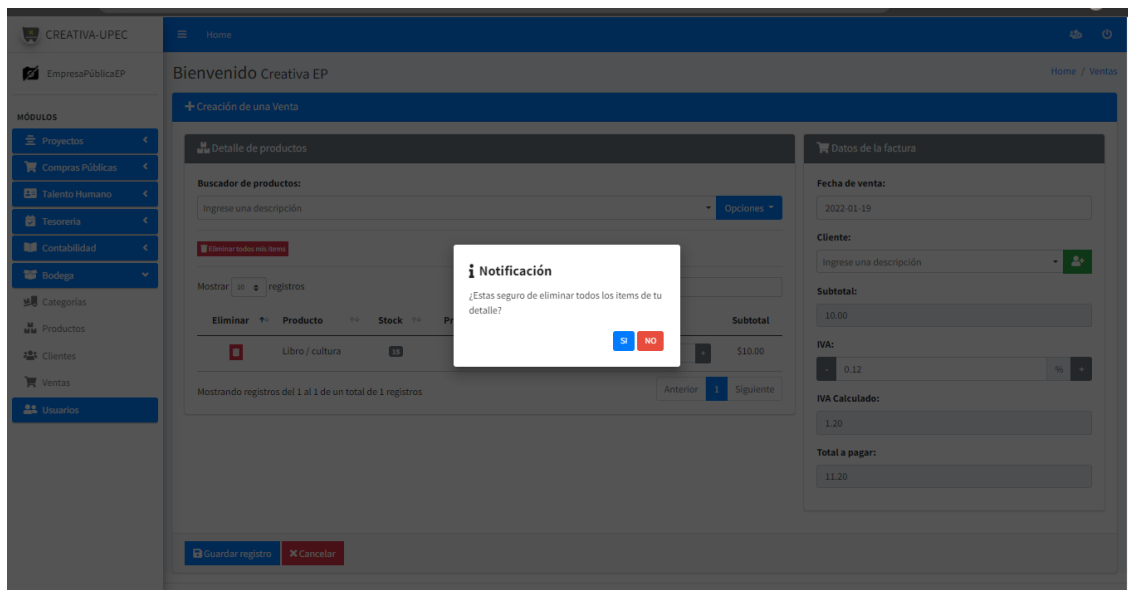 CREATIVA-UPEC
Home
EmpresaPúblicaEP
Bienvenido Creativa EP
Home / Ventas
MÓDULOS
Proyectos
Compras Públicas
Talento Humano
Tesoreria
Contabilidad
Bodega
Categorías
Productos
Clientes
Ventas
Usuarios
Creación de una Venta
Detalle de productos
Buscador de productos:
Ingrese una descripción
Opciones
Eliminar todos mis items
Mostrar 10 registros
Eliminar Producto Stock Pr Subtotal
Libro / cultura 15 + $10.00
Mostrando registros del 1 al 1 de un total de 1 registros
Anterior 1 Siguiente
Notificación
¿Estas seguro de eliminar todos los items de tu
detalle?
SI NO
Datos de la factura
Fecha de venta:
2022-01-19
Cliente:
Ingrese una descripción
Subtotal:
10.00
IVA:
- 0.12 % +
IVA Calculado:
1.20
Total a pagar:
11.20
Guardar registro Cancelar